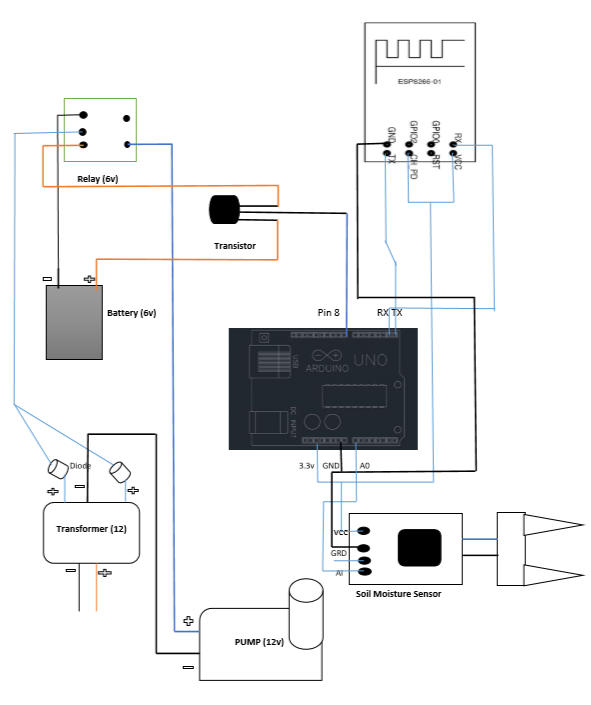 ESP8266-01
GND GPIO2 GPIO0 RX
TX CH_PD RST VCC
Relay (6v)
Transistor
Battery (6v)
Pin 8
RX TX
USB
ARDUINO UNO
DC INPUT
3.3v GND A0
Diode
Transformer (12)
VCC
GRD
AI
Soil Moisture Sensor
PUMP (12v)